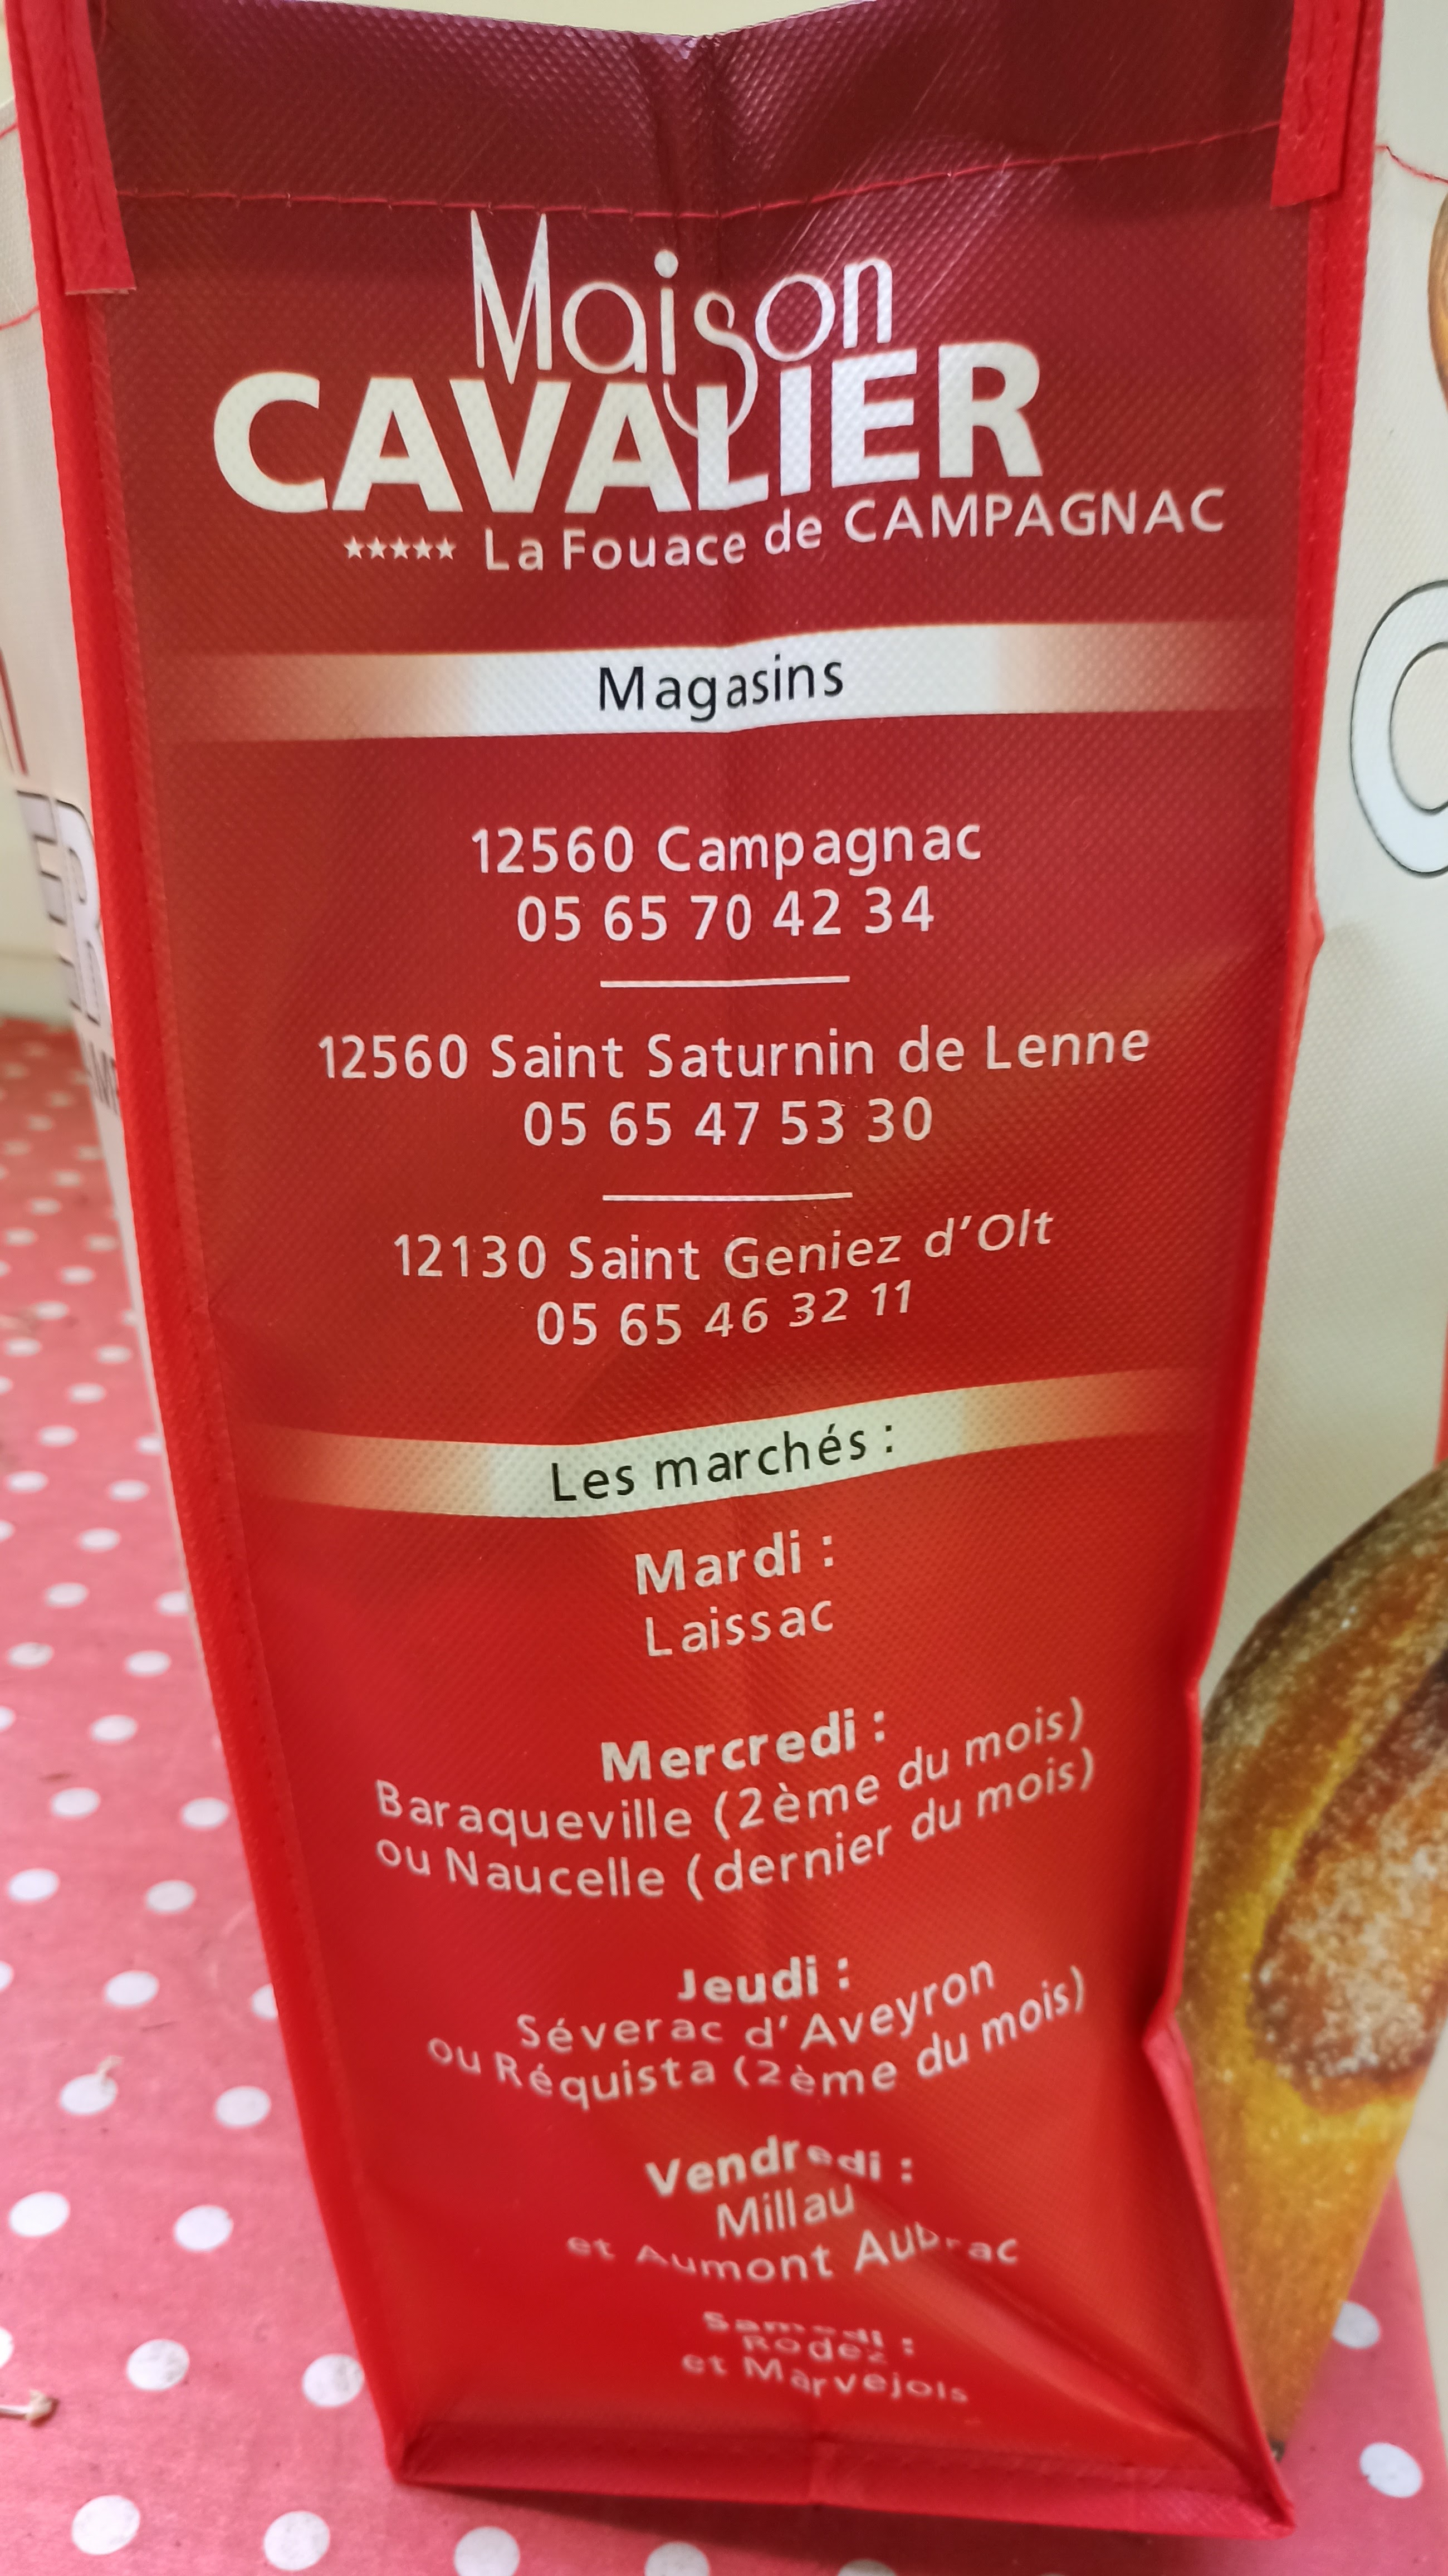 Maison
CAVALIER
★★★★★ La Fouace de CAMPAGNAC
Magasins
12560 Campagnac
05 65 70 42 34
12560 Saint Saturnin de Lenne
05 65 47 53 30
12130 Saint Geniez d'Olt
05 65 46 32 11
Les marchés :
Mardi :
Laissac
Mercredi :
Baraqueville (2ème du mois)
ou Naucelle (dernier du mois)
Jeudi :
Séverac d'Aveyron
ou Réquista (2ème du mois)
Vendredi :
Millau
et Aumont Aubrac
Samedi :
Rodez
et Marvejols